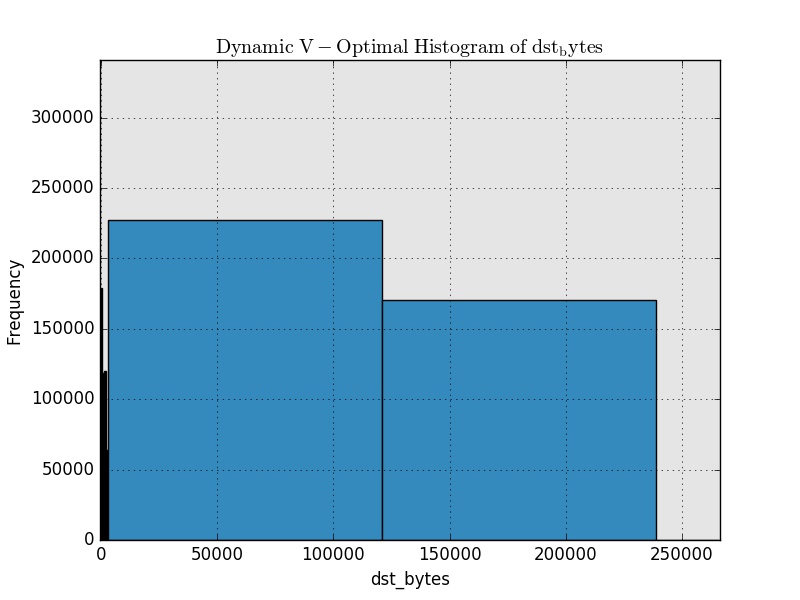 Dynamic V − Optimal Histogram of dst_bytes
300000
250000
200000
150000
100000
50000
0
Frequency
0 50000 100000 150000 200000 250000
dst_bytes